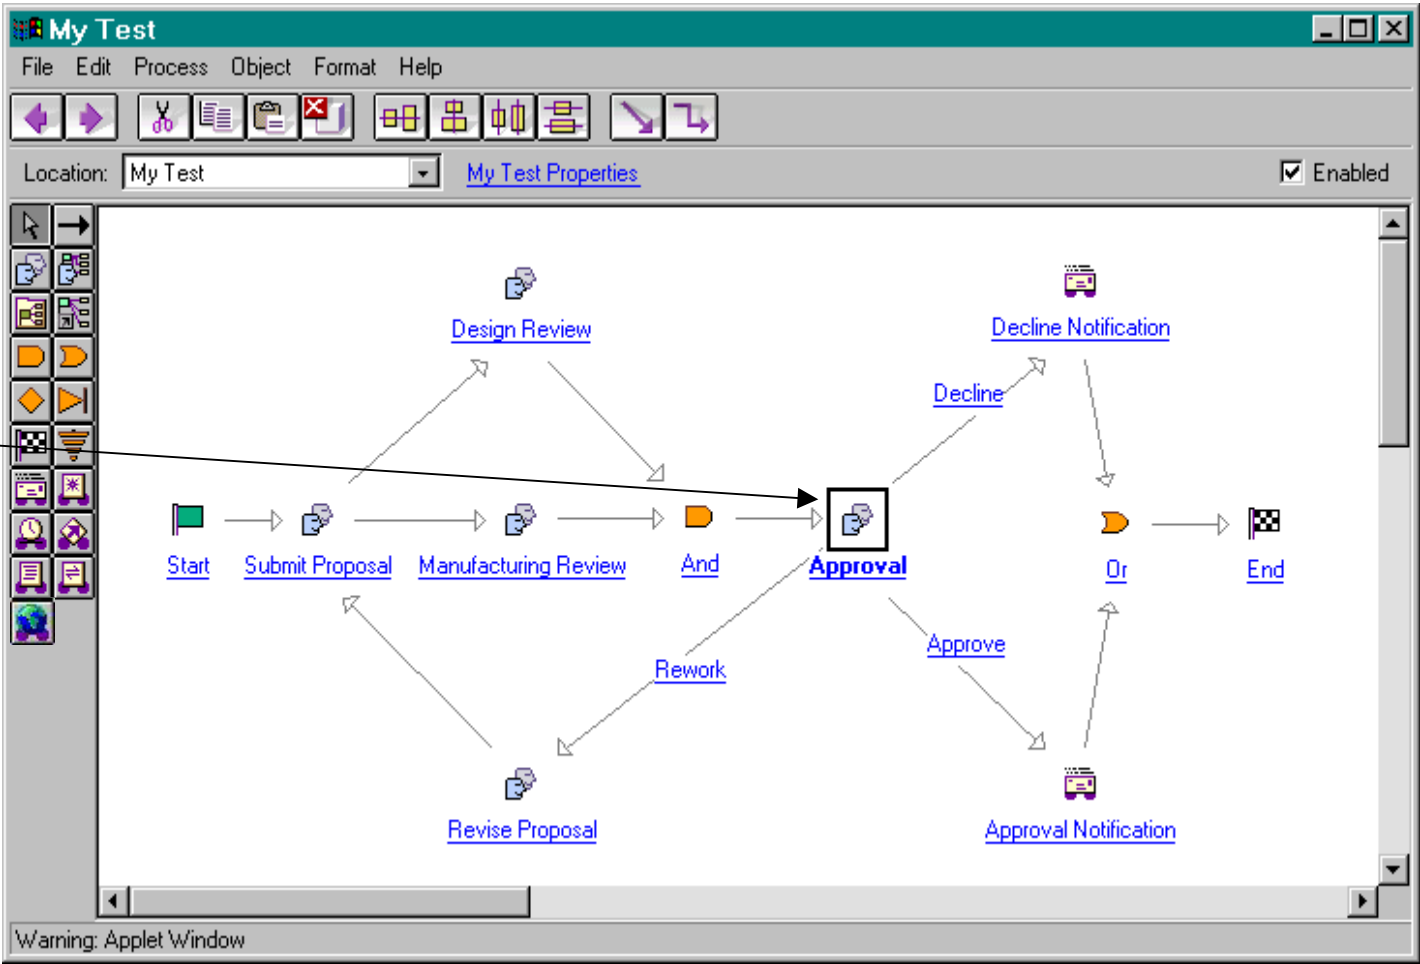 My Test
File Edit Process Object Format Help
Location: My Test My Test Properties Enabled
Design Review
Decline Notification
Decline
Start
Submit Proposal
Manufacturing Review
And
Approval
Or
End
Approve
Rework
Revise Proposal
Approval Notification
Warning: Applet Window